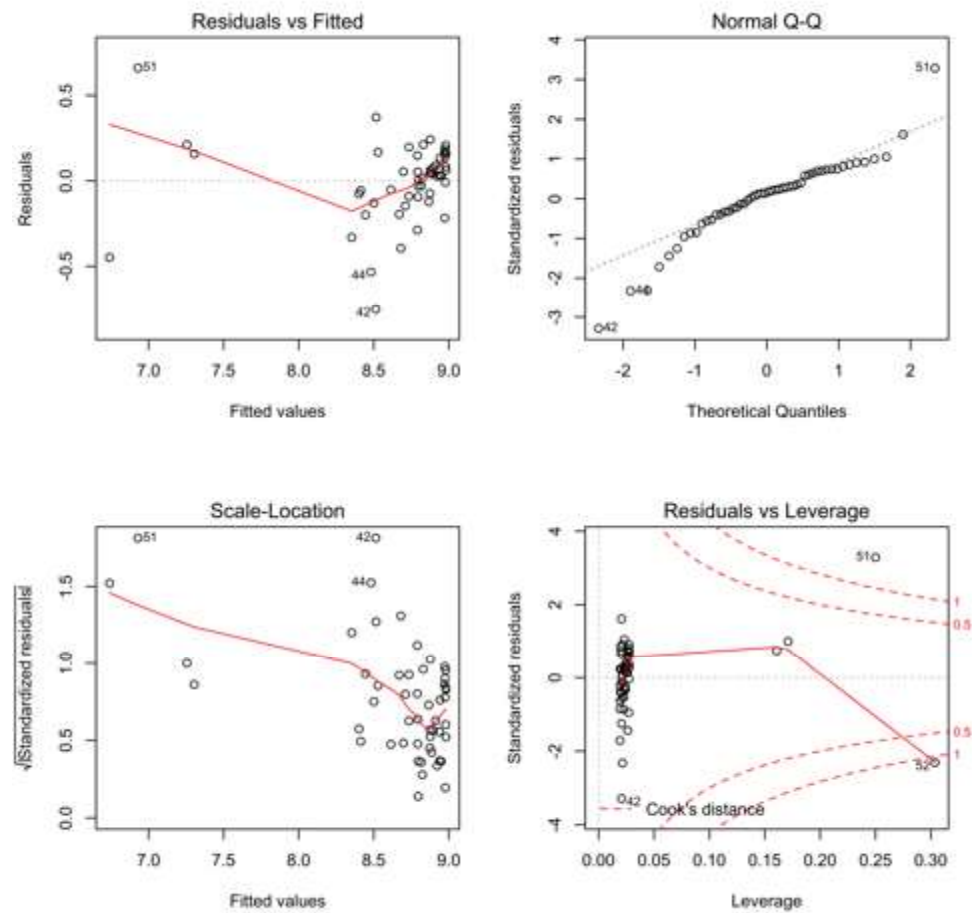 Residuals vs Fitted
Residuals
0.5
0.0
-0.5
51
44
42
7.0 7.5 8.0 8.5 9.0
Fitted values
Normal Q-Q
Standardized residuals
4
3
2
1
0
-1
-2
-3
51
44
42
-2 -1 0 1 2
Theoretical Quantiles
Scale-Location
√|Standardized residuals|
1.5
1.0
0.5
0.0
51
42
44
7.0 7.5 8.0 8.5 9.0
Fitted values
Residuals vs Leverage
Standardized residuals
4
2
0
-2
-4
51
1
0.5
0.5
1
52
42
Cook's distance
0.00 0.05 0.10 0.15 0.20 0.25 0.30
Leverage